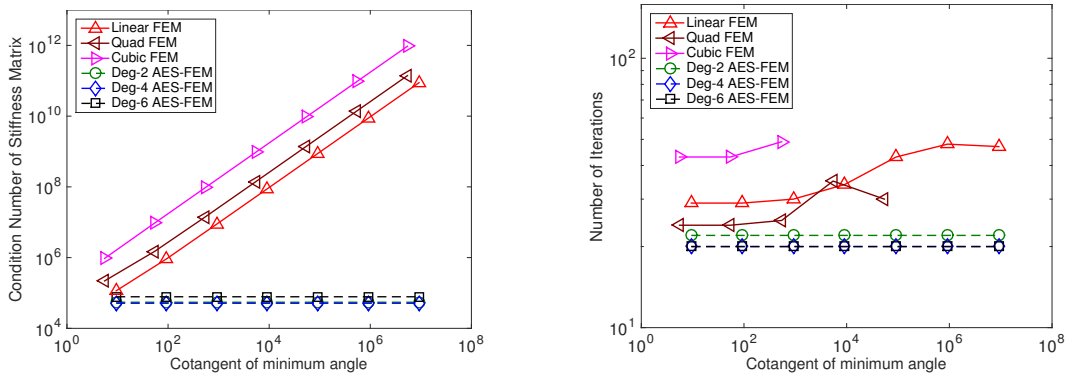 Linear FEM
Quad FEM
Cubic FEM
Deg-2 AES-FEM
Deg-4 AES-FEM
Deg-6 AES-FEM
Condition Number of Stiffness Matrix
10^12
10^10
10^8
10^6
10^4
10^0 10^2 10^4 10^6 10^8
Cotangent of minimum angle
Linear FEM
Quad FEM
Cubic FEM
Deg-2 AES-FEM
Deg-4 AES-FEM
Deg-6 AES-FEM
Number of Iterations
10^2
10^1
10^0 10^2 10^4 10^6 10^8
Cotangent of minimum angle